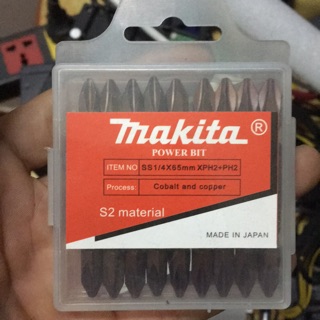 makita®
POWER BIT
ITEM NO SS1/4X65mm XPH2+PH2
Process: Cobalt and copper
S2 material
MADE IN JAPAN